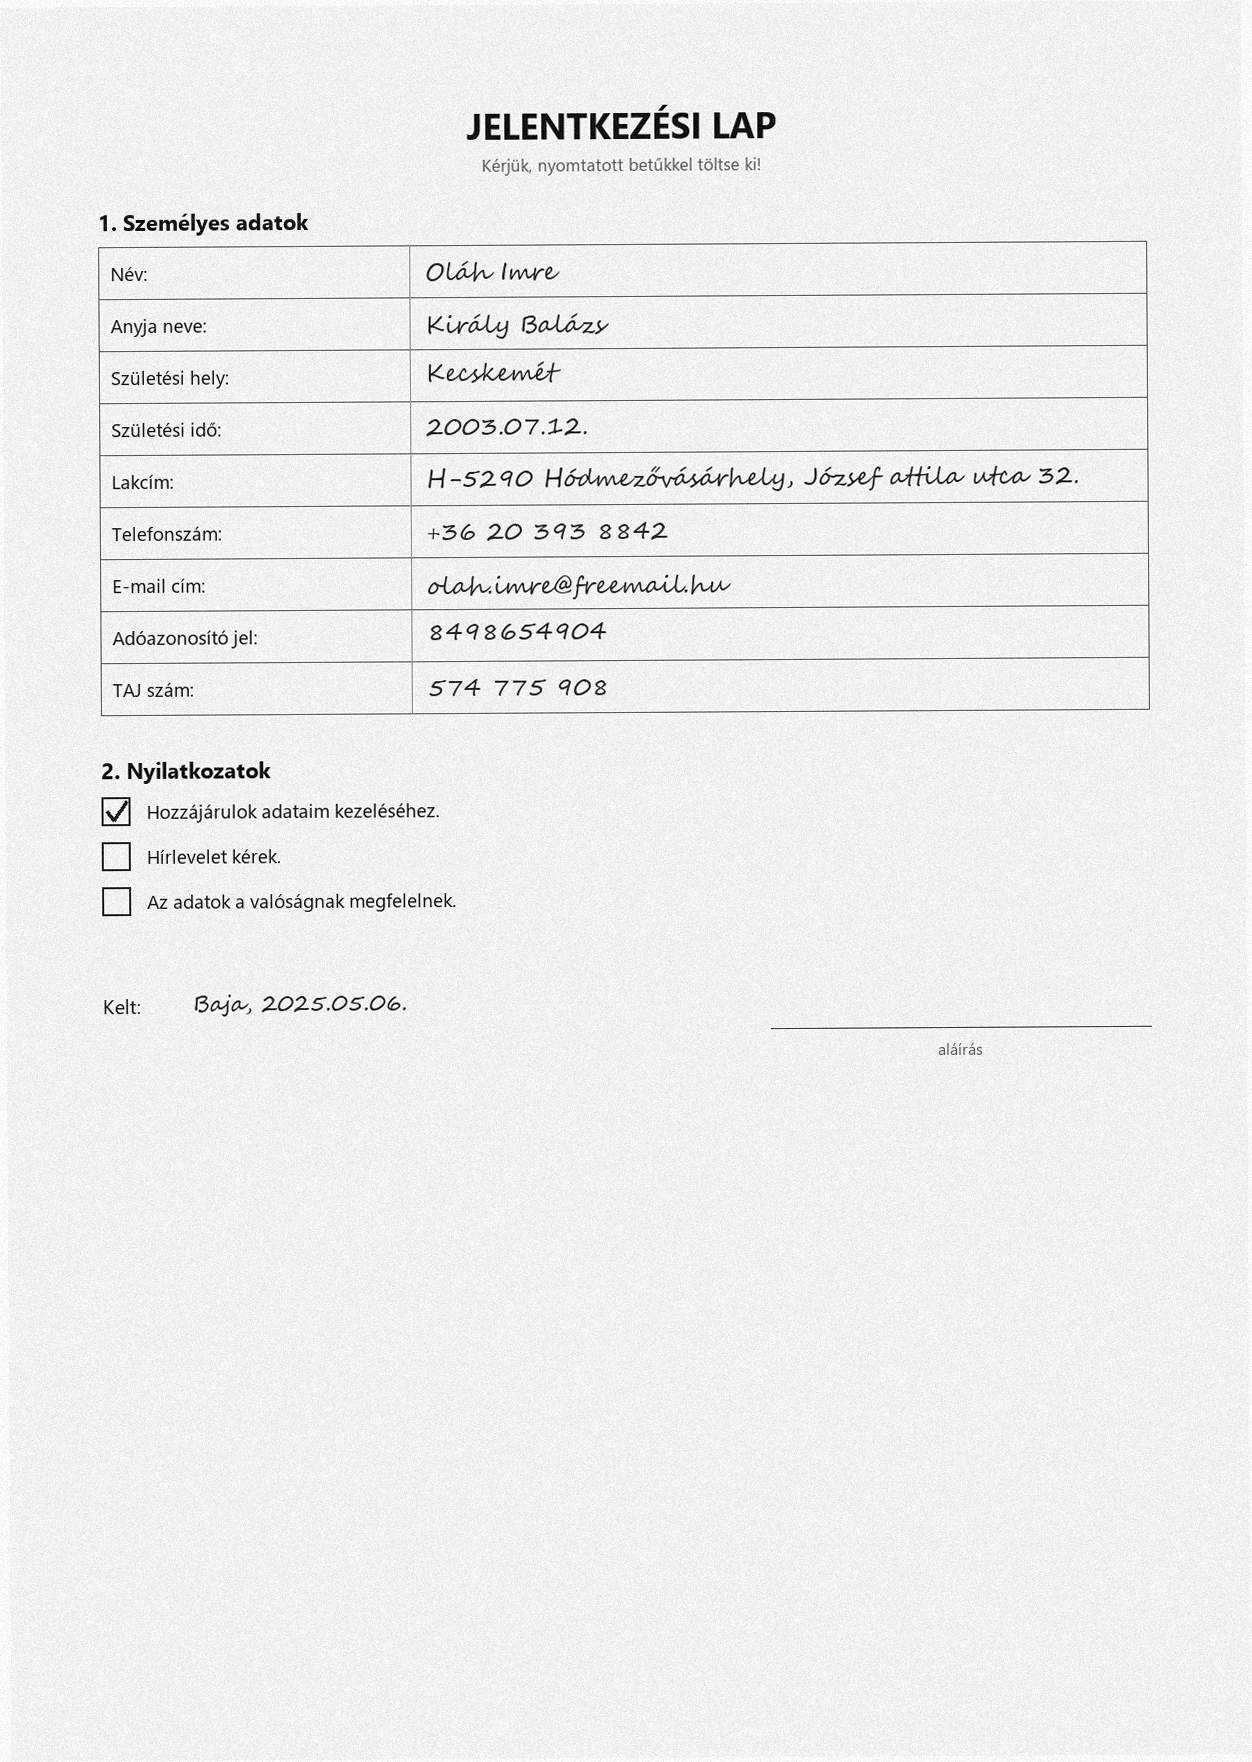 JELENTKEZÉSI LAP
Kérjük, nyomtatott betűkkel töltse ki!
1. Személyes adatok
Név: Oláh Imre
Anyja neve: Király Balázs
Születési hely: Kecskemét
Születési idő: 2003.07.12.
Lakcím: H-5290 Hódmezővásárhely, József attila utca 32.
Telefonszám: +36 20 393 8842
E-mail cím: olah.imre@freemail.hu
Adóazonosító jel: 8498654904
TAJ szám: 574 775 908
2. Nyilatkozatok
Hozzájárulok adataim kezeléséhez.
Hírlevelet kérek.
Az adatok a valóságnak megfelelnek.
Kelt: Baja, 2025.05.06.
aláírás